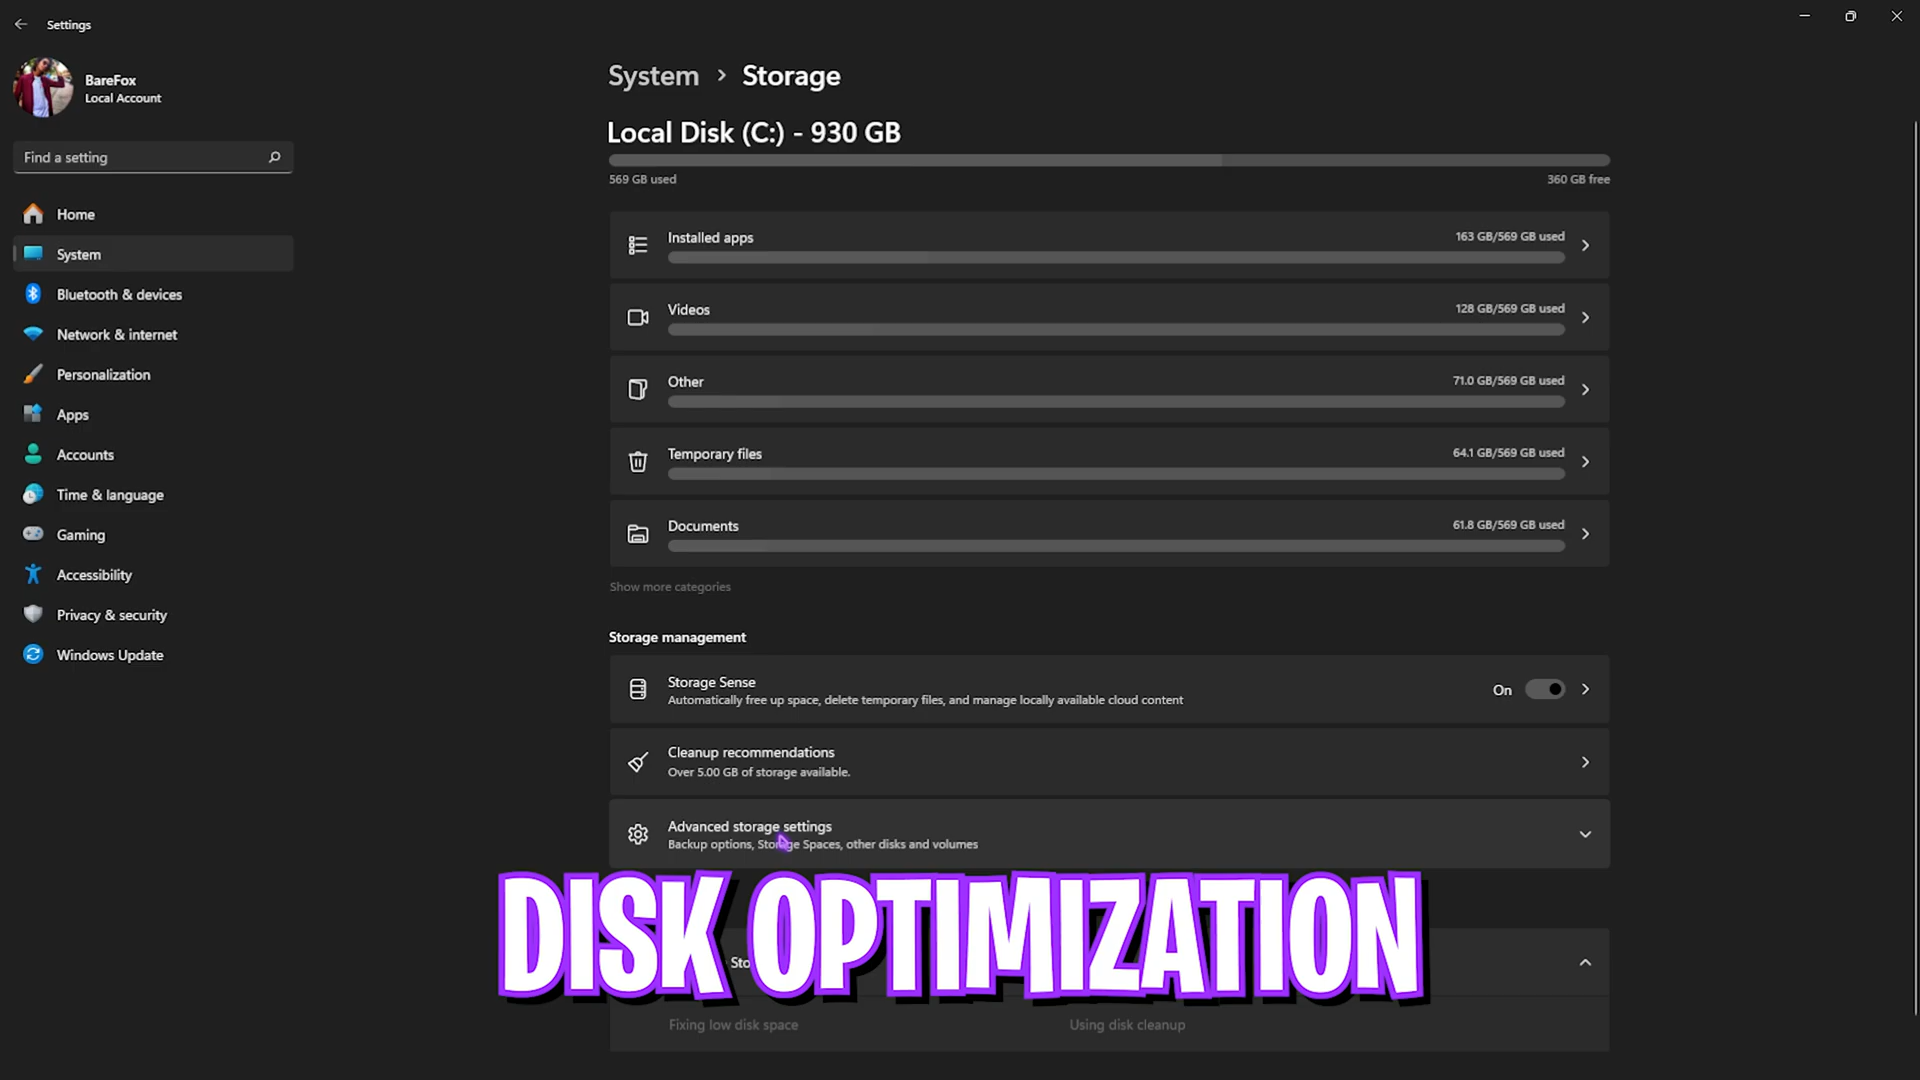 Settings
BareFox
Local Account
Find a setting
Home
System
Bluetooth & devices
Network & internet
Personalization
Apps
Accounts
Time & language
Gaming
Accessibility
Privacy & security
Windows Update
System > Storage
Local Disk (C:) - 930 GB
569 GB used
360 GB free
Installed apps
163 GB/569 GB used
Videos
128 GB/569 GB used
Other
71.0 GB/569 GB used
Temporary files
64.1 GB/569 GB used
Documents
61.8 GB/569 GB used
Show more categories
Storage management
Storage Sense
Automatically free up space, delete temporary files, and manage locally available cloud content
On
Cleanup recommendations
Over 5.00 GB of storage available.
Advanced storage settings
Backup options, Storage Spaces, other disks and volumes
DISK OPTIMIZATION
Fixing low disk space
Using disk cleanup